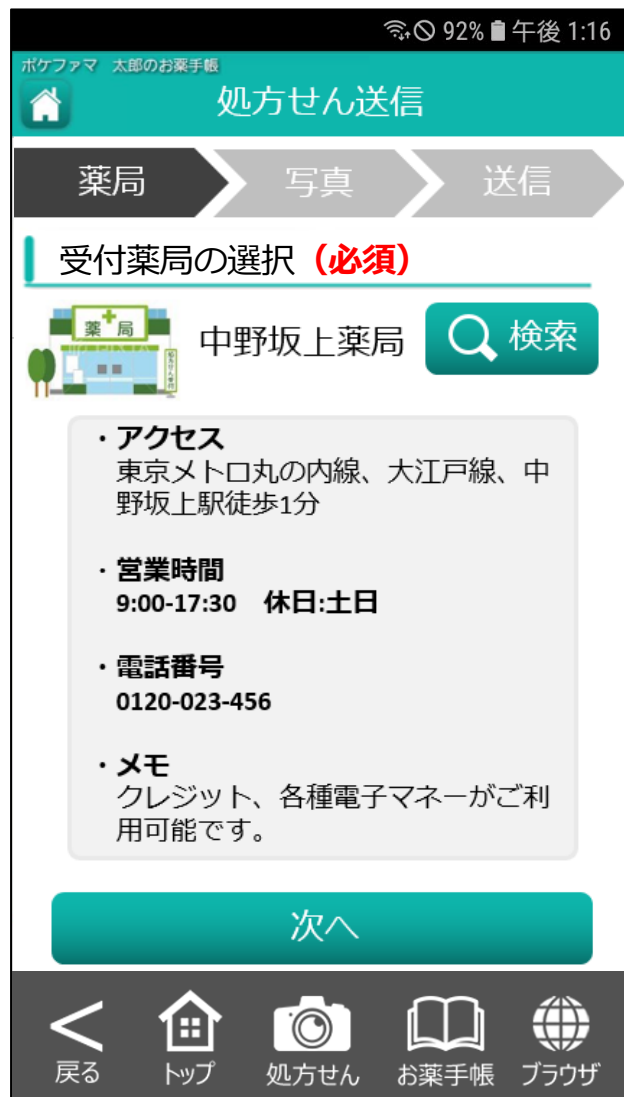 92% 午後 1:16
ポケファマ 太郎のお薬手帳
処方せん送信
薬局 写真 送信
受付薬局の選択(必須)
薬局
処方せん受付
中野坂上薬局
検索
・アクセス
東京メトロ丸の内線、大江戸線、中
野坂上駅徒歩1分
・営業時間
9:00-17:30 休日:土日
・電話番号
0120-023-456
・メモ
クレジット、各種電子マネーがご利
用可能です。
次へ
戻る トップ 処方せん お薬手帳 ブラウザ